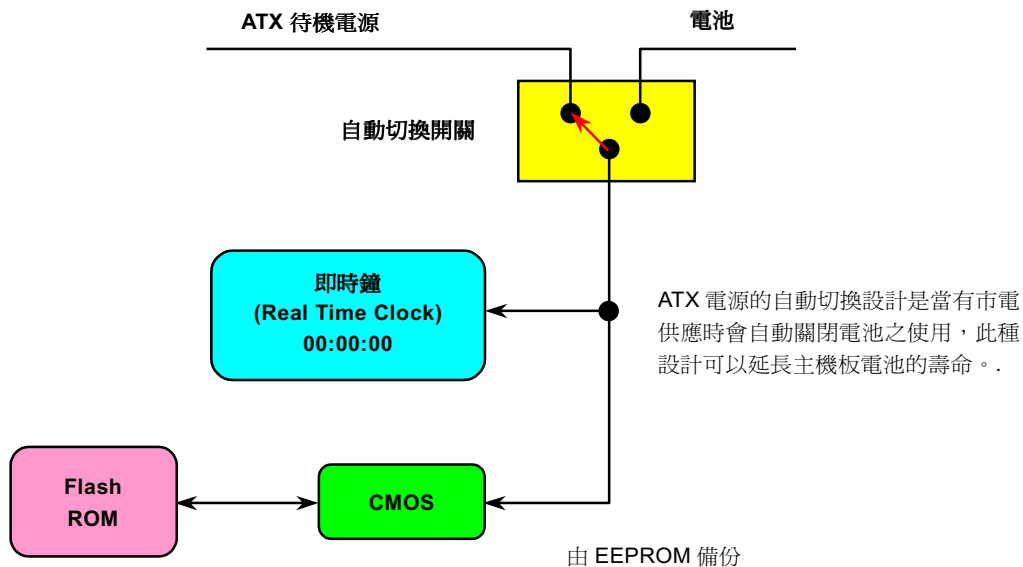 ATX 待機電源
電池
自動切換開關
即時鐘
(Real Time Clock)
00:00:00
ATX 電源的自動切換設計是當有市電
供應時會自動關閉電池之使用，此種
設計可以延長主機板電池的壽命。.
Flash
ROM
CMOS
由 EEPROM 備份